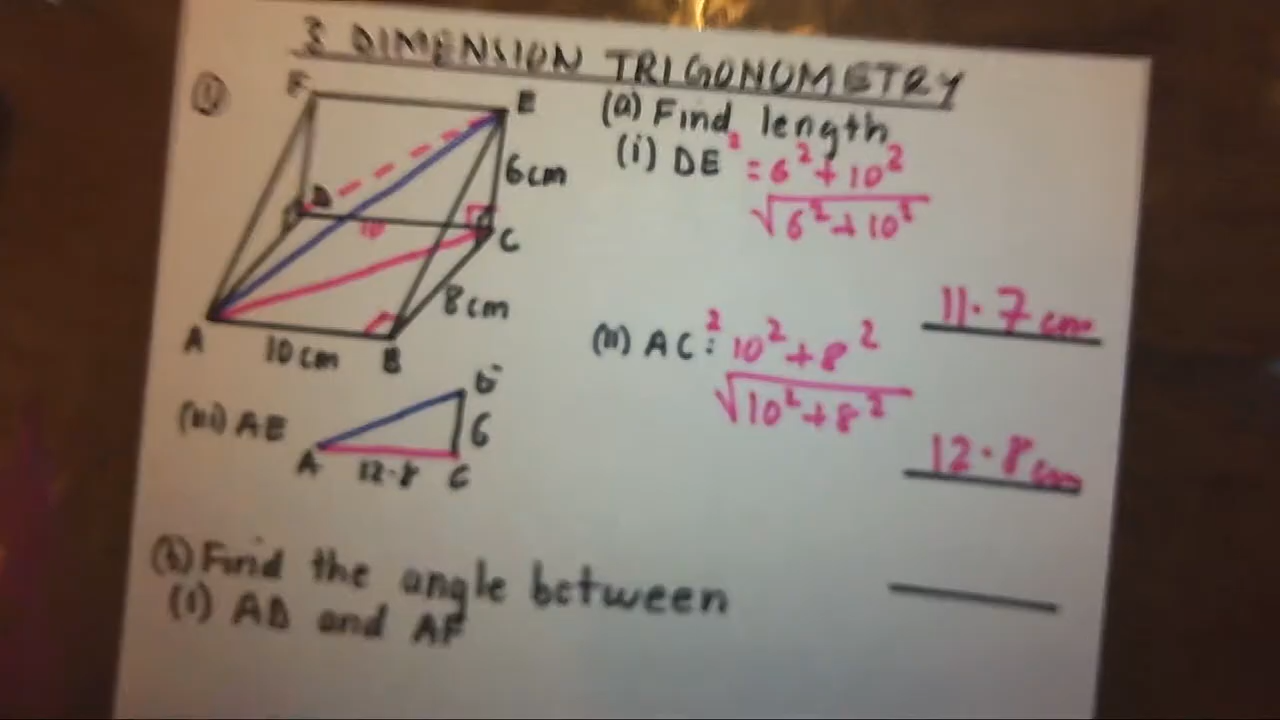 3 DIMENSION TRIGONOMETRY
(1)
F
E
(a) Find length
(i) DE² = 6² + 10²
√6² + 10²
6cm
D
10
C
8cm
11.7cm
A
10cm
B
(ii) AC² = 10² + 8²
√10² + 8²
12.8cm
(iii) AE
6
A
12.8
C
(b) Find the angle between
(i) AD and AF